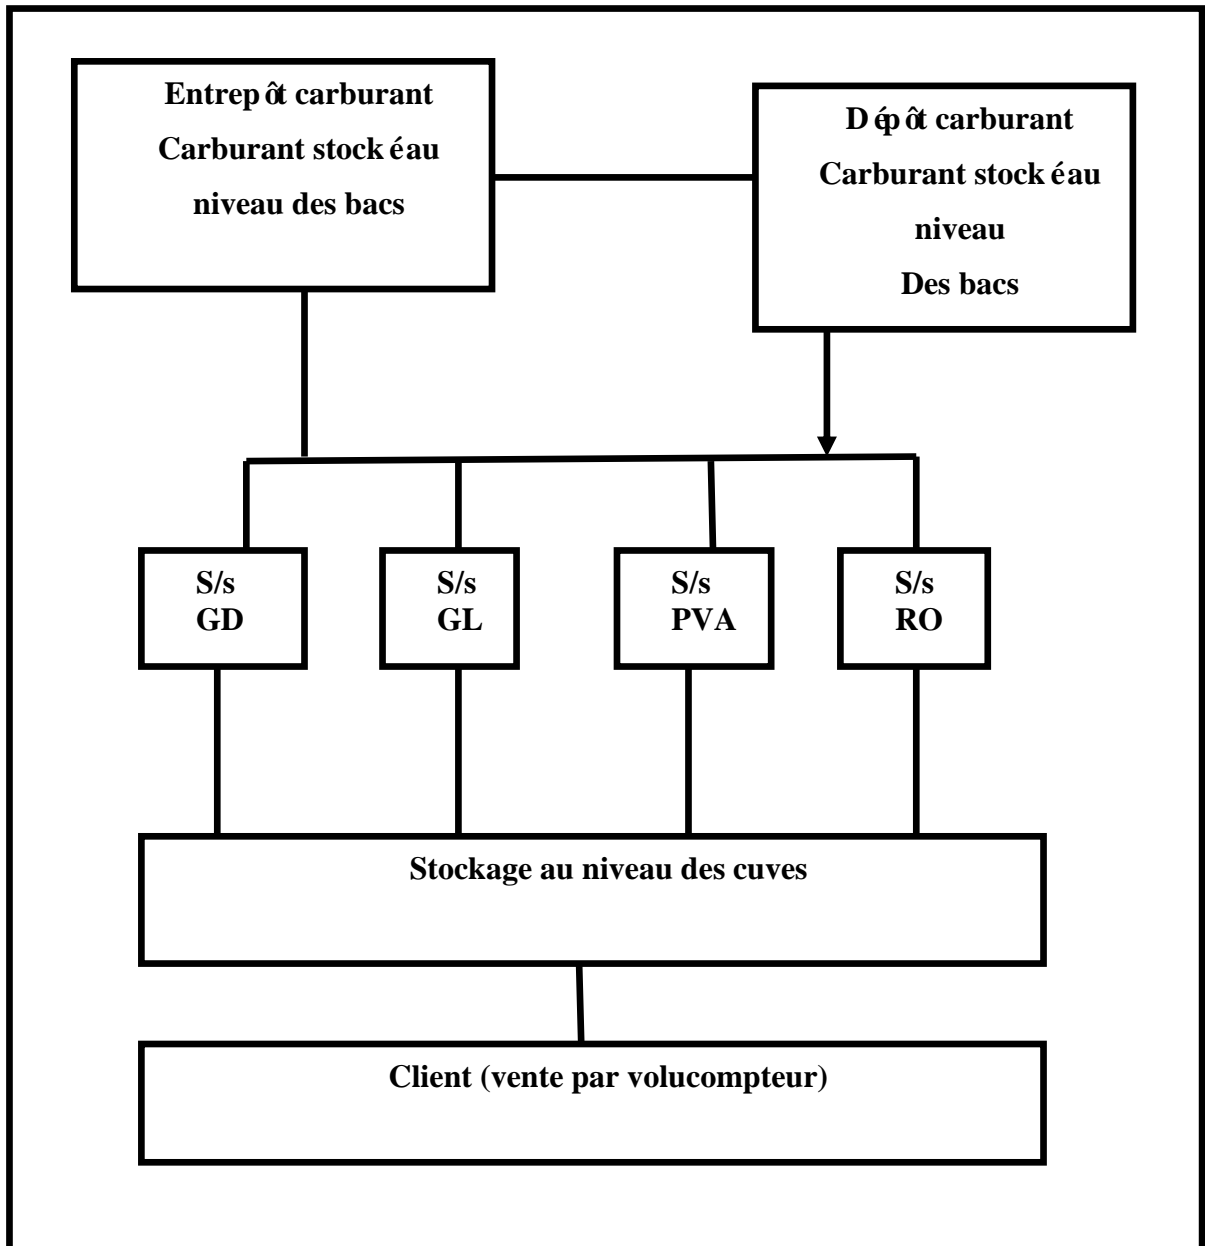 Entrepôt carburant
Carburant stocké au
niveau des bacs
Dépôt carburant
Carburant stocké au
niveau
Des bacs
S/s
GD
S/s
GL
S/s
PVA
S/s
RO
Stockage au niveau des cuves
Client (vente par volucompteur)